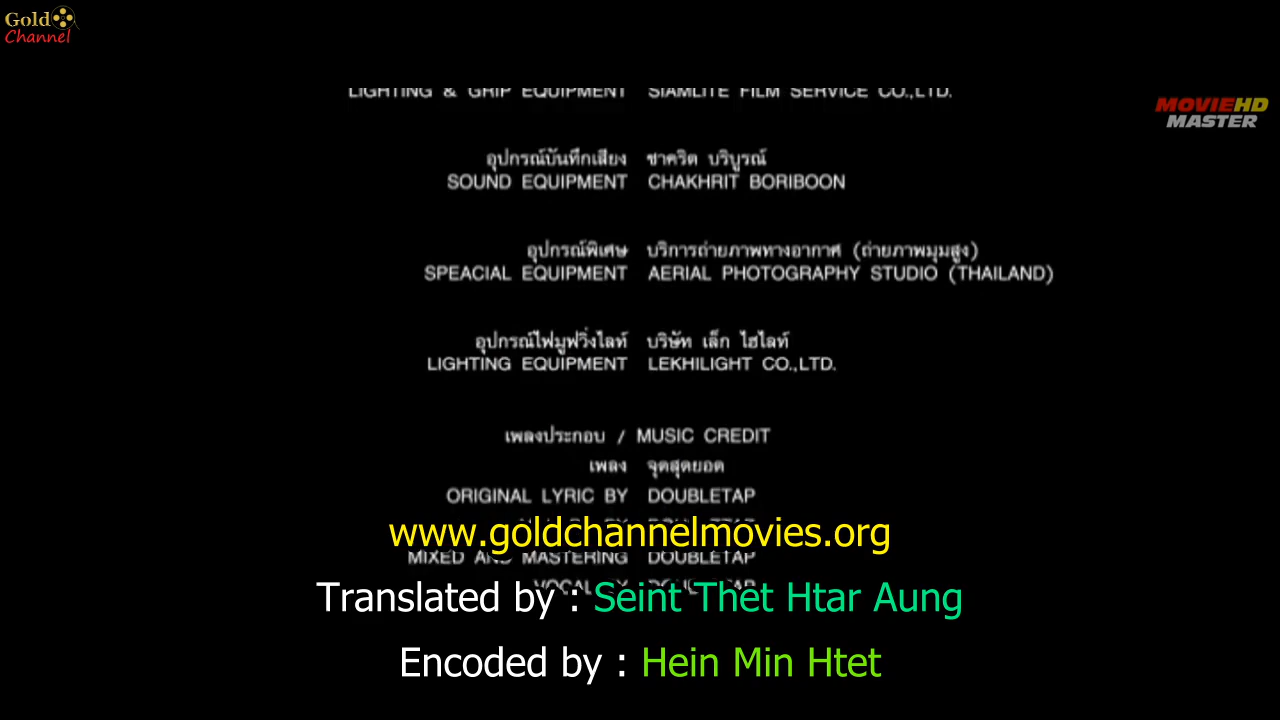 Gold
Channel
LIGHTING & GRIP EQUIPMENT SIAMLITE FILM SERVICE CO.,LTD.
MOVIEHD
MASTER
อุปกรณ์บันทึกเสียง ชาคริต บริบูรณ์
SOUND EQUIPMENT CHAKHRIT BORIBOON
อุปกรณ์พิเศษ บริการถ่ายภาพทางอากาศ (ถ่ายภาพมุมสูง)
SPEACIAL EQUIPMENT AERIAL PHOTOGRAPHY STUDIO (THAILAND)
อุปกรณ์ไฟมูฟวิ่งไลท์ บริษัท เล็ก ไฮไลท์
LIGHTING EQUIPMENT LEKHILIGHT CO.,LTD.
เพลงประกอบ / MUSIC CREDIT
เพลง จุดสุดยอด
ORIGINAL LYRIC BY DOUBLETAP
www.goldchannelmovies.org
MIXED AND MASTERING DOUBLETAP
VOCAL BY DOUBLETAP
Translated by : Seint Thet Htar Aung
Encoded by : Hein Min Htet